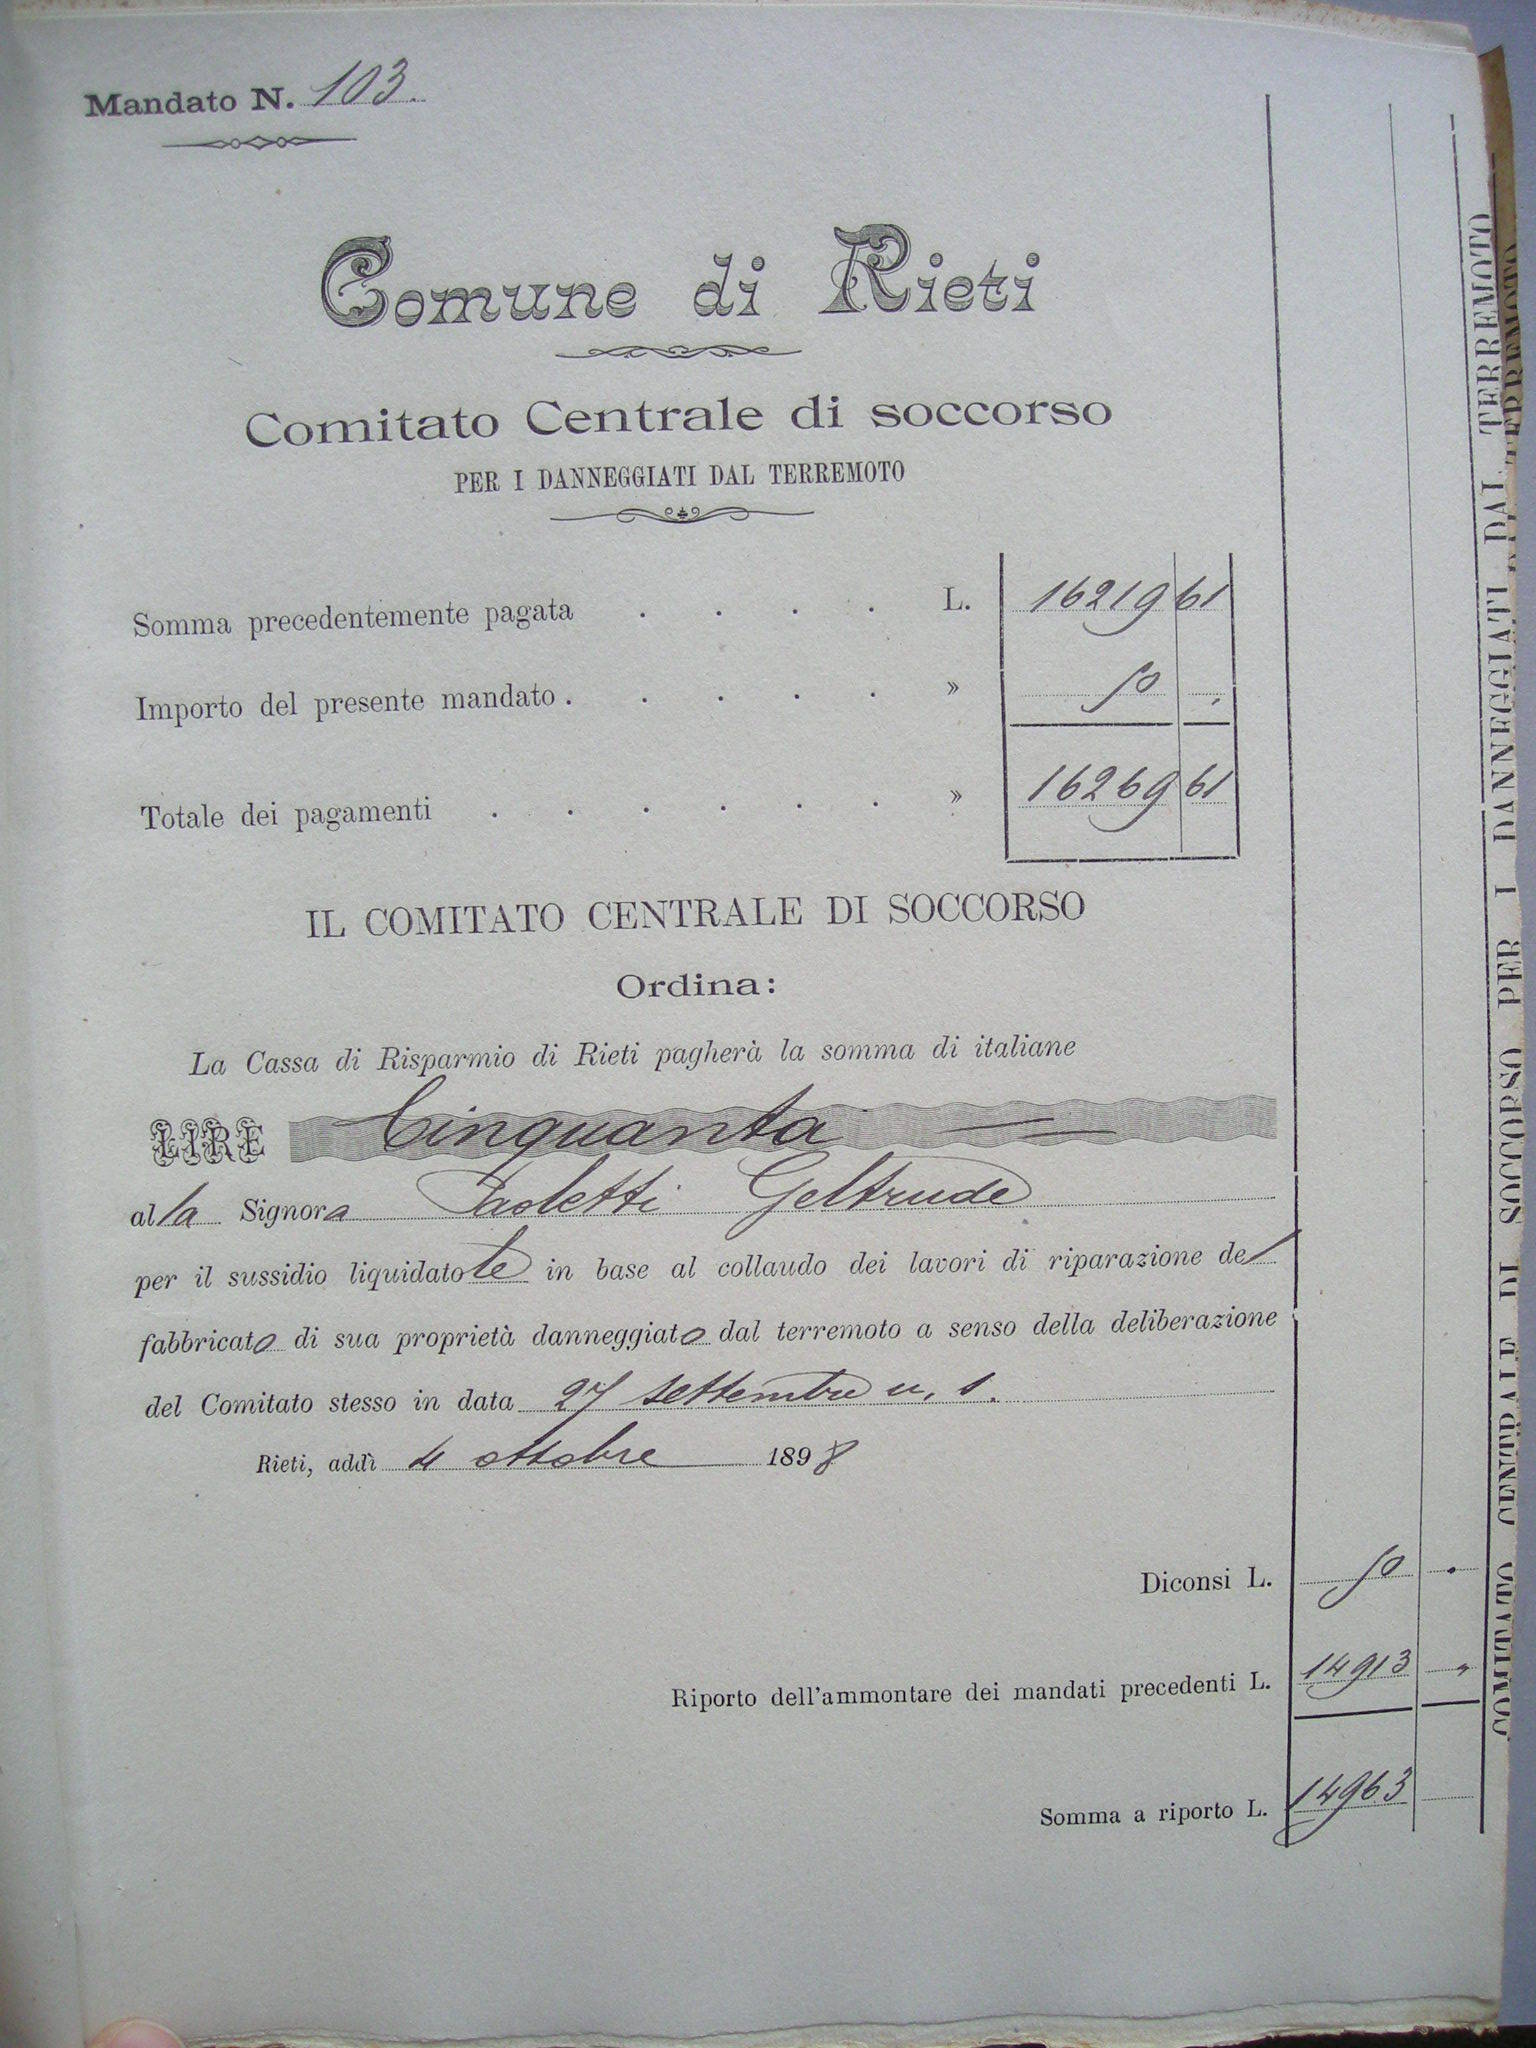 Mandato N. 103.
Comune di Rieti
Comitato Centrale di soccorso
PER I DANNEGGIATI DAL TERREMOTO
Somma precedentemente pagata . . . . L. 16219 61
Importo del presente mandato . . . . . » 50 "
Totale dei pagamenti . . . . . . » 16269 61
IL COMITATO CENTRALE DI SOCCORSO
Ordina:
La Cassa di Risparmio di Rieti pagherà la somma di italiane
LIRE Cinquanta
alla Signora Paoletti Geltrude
per il sussidio liquidatole in base al collaudo dei lavori di riparazione del
fabbricato di sua proprietà danneggiato dal terremoto a senso della deliberazione
del Comitato stesso in data 27 settembre u. s.
Rieti, addì 4 ottobre 1898
Diconsi L. 50 "
Riporto dell'ammontare dei mandati precedenti L. 14913 "
Somma a riporto L. 14963
COMITATO CENTRALE DI SOCCORSO PER I DANNEGGIATI DAL TERREMOTO
TERREMOTO